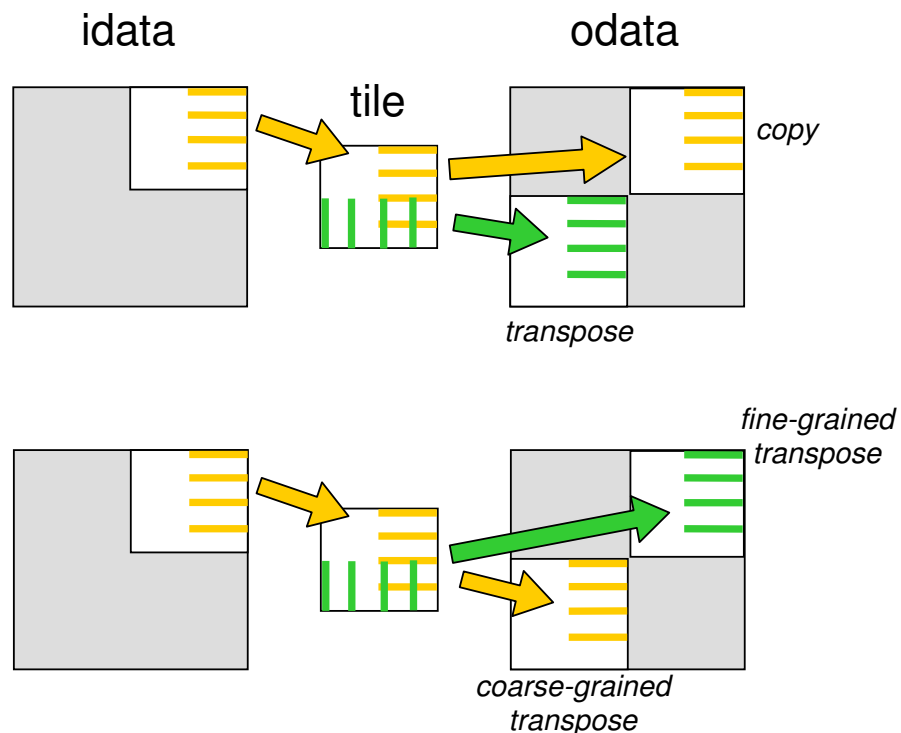 idata
odata
tile
copy
transpose
fine-grained
transpose
coarse-grained
transpose